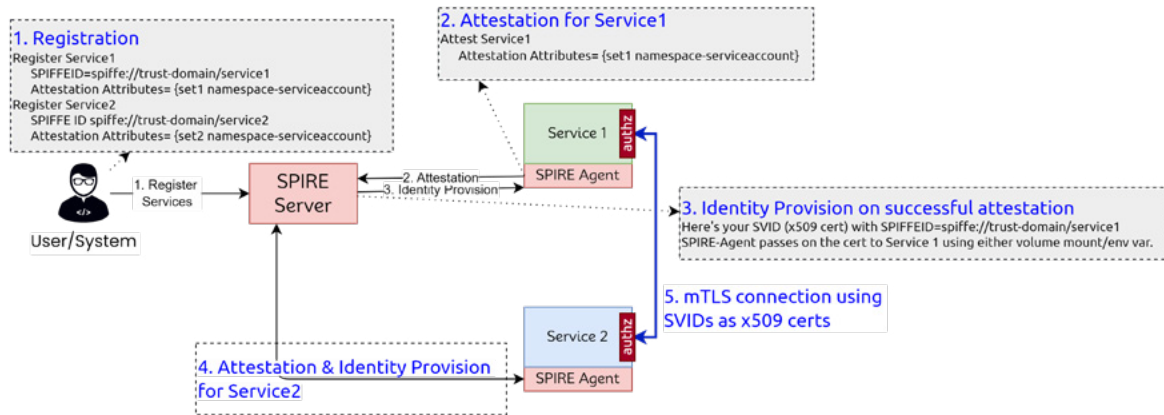 1. Registration
Register Service1
SPIFFEID=spiffe://trust-domain/service1
Attestation Attributes= {set1 namespace-serviceaccount}
Register Service2
SPIFFE ID spiffe://trust-domain/service2
Attestation Attributes= {set2 namespace-serviceaccount}
2. Attestation for Service1
Attest Service1
Attestation Attributes= {set1 namespace-serviceaccount}
User/System
1. Register
Services
SPIRE
Server
2. Attestation
3. Identity Provision
Service 1
authz
SPIRE Agent
3. Identity Provision on successful attestation
Here's your SVID (x509 cert) with SPIFFEID=spiffe://trust-domain/service1
SPIRE-Agent passes on the cert to Service 1 using either volume mount/env var.
5. mTLS connection using
SVIDs as x509 certs
Service 2
authz
SPIRE Agent
4. Attestation & Identity Provision
for Service2